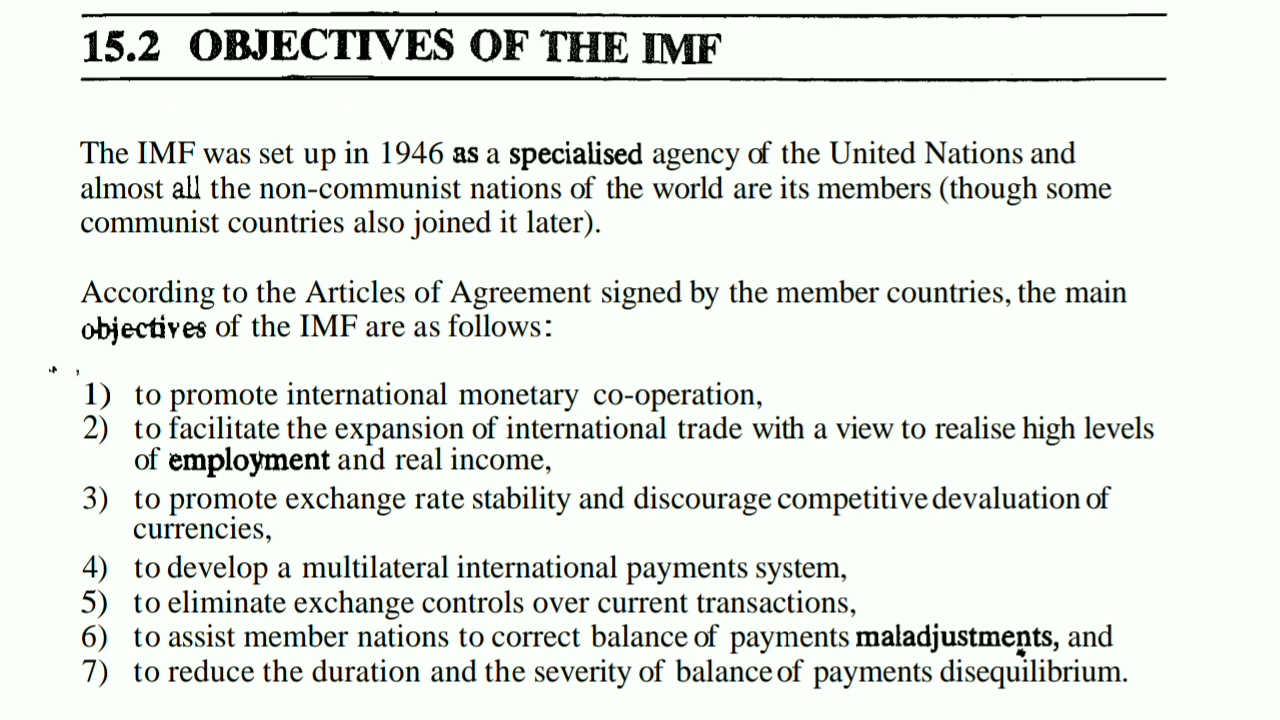 15.2 OBJECTIVES OF THE IMF
The IMF was set up in 1946 as a specialised agency of the United Nations and
almost all the non-communist nations of the world are its members (though some
communist countries also joined it later).
According to the Articles of Agreement signed by the member countries, the main
objectives of the IMF are as follows:
1) to promote international monetary co-operation,
2) to facilitate the expansion of international trade with a view to realise high levels
of employment and real income,
3) to promote exchange rate stability and discourage competitive devaluation of
currencies,
4) to develop a multilateral international payments system,
5) to eliminate exchange controls over current transactions,
6) to assist member nations to correct balance of payments maladjustments, and
7) to reduce the duration and the severity of balance of payments disequilibrium.